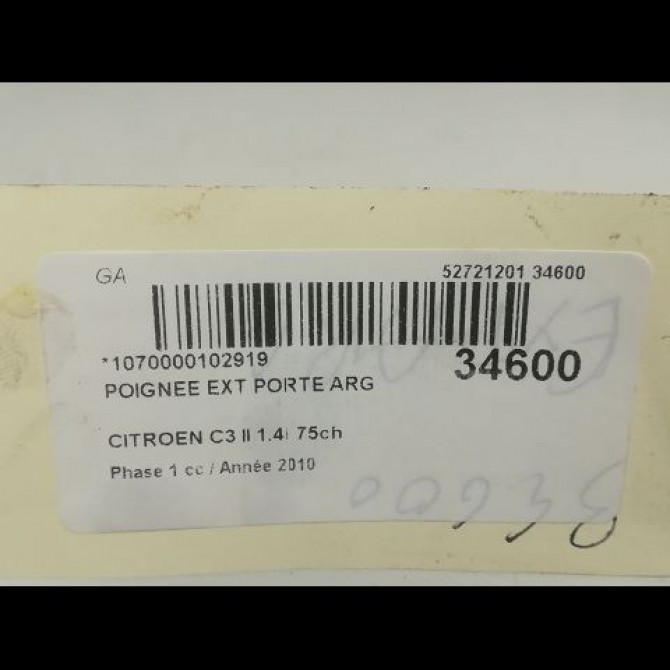 GA 52721201 34600
*1070000102919 34600
POIGNEE EXT PORTE ARG
CITROEN C3 II 1.4i 75ch
Phase 1 cc / Année 2010
34600